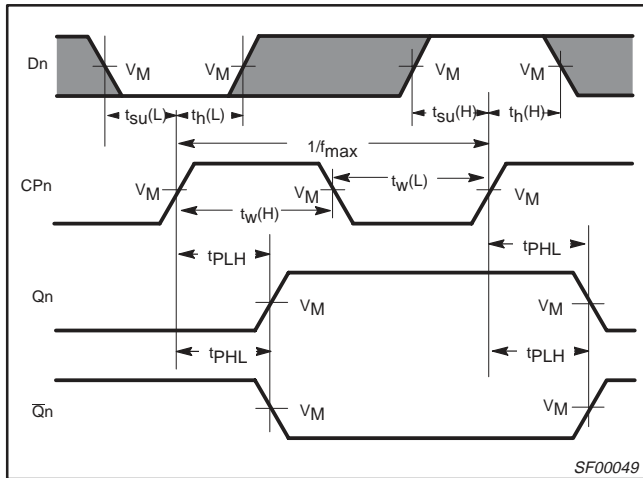 Dn
VM VM VM VM
tsu(L) th(L) tsu(H) th(H)
1/fmax
CPn
VM VM tw(L) VM
tw(H)
tPLH tPHL
Qn
VM VM
tPHL tPLH
Q̅n
VM VM
SF00049